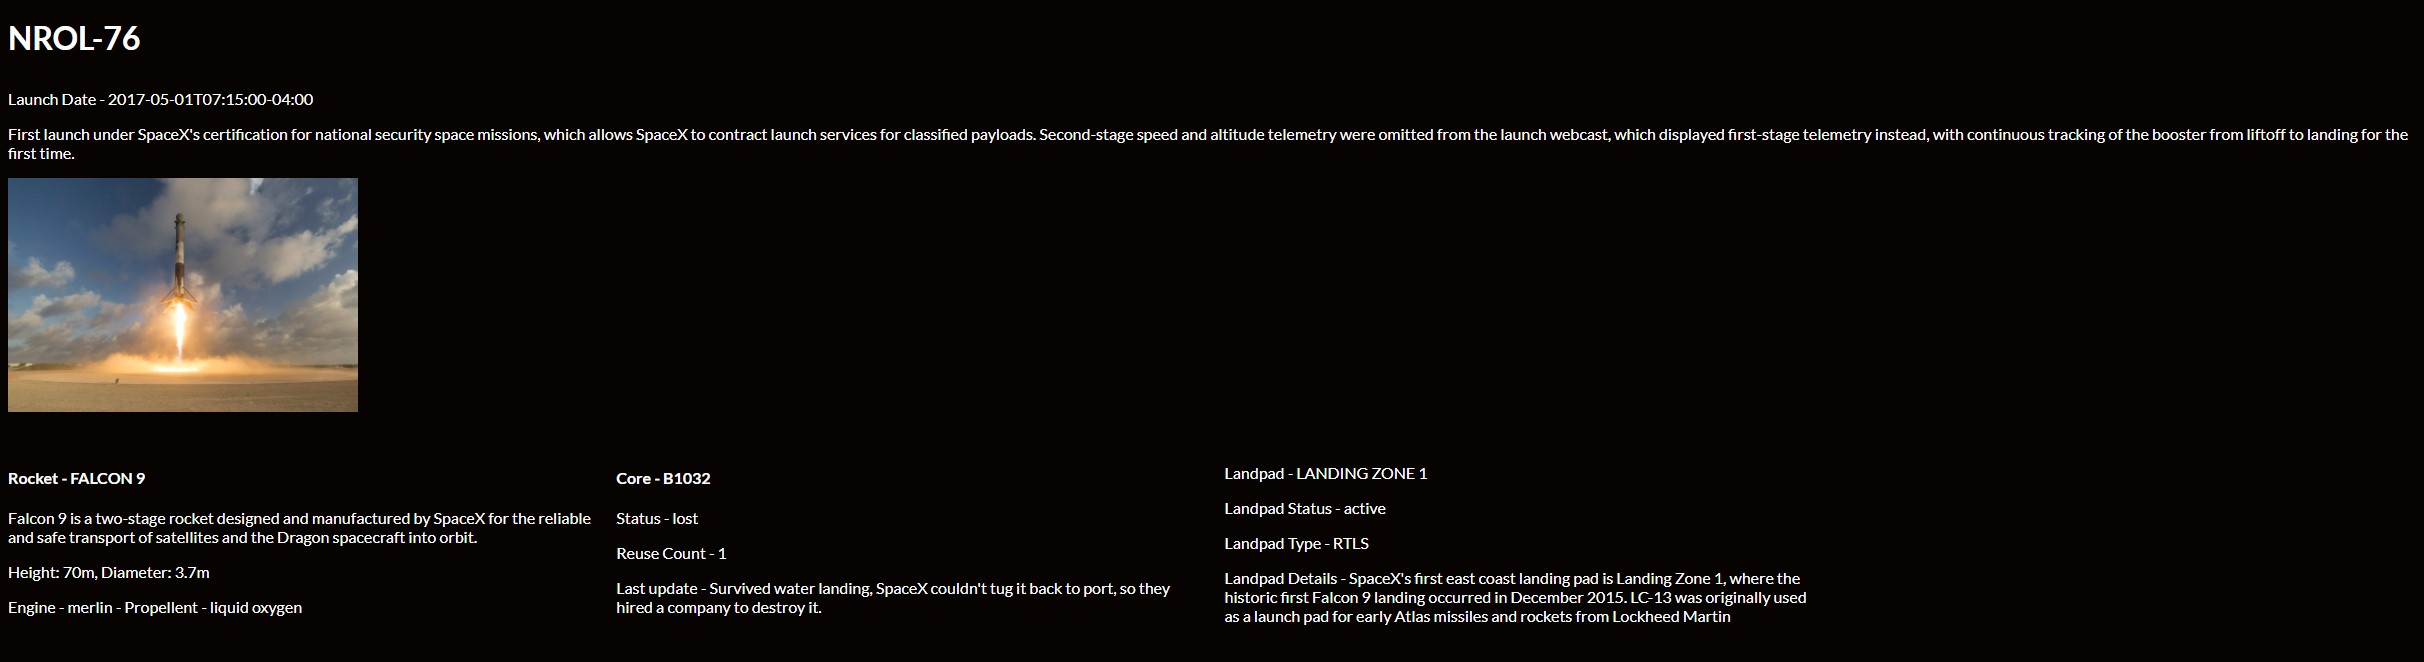 NROL-76
Launch Date - 2017-05-01T07:15:00-04:00
First launch under SpaceX's certification for national security space missions, which allows SpaceX to contract launch services for classified payloads. Second-stage speed and altitude telemetry were omitted from the launch webcast, which displayed first-stage telemetry instead, with continuous tracking of the booster from liftoff to landing for the
first time.
Rocket - FALCON 9
Falcon 9 is a two-stage rocket designed and manufactured by SpaceX for the reliable
and safe transport of satellites and the Dragon spacecraft into orbit.
Height: 70m, Diameter: 3.7m
Engine - merlin - Propellent - liquid oxygen
Core - B1032
Status - lost
Reuse Count - 1
Last update - Survived water landing, SpaceX couldn't tug it back to port, so they
hired a company to destroy it.
Landpad - LANDING ZONE 1
Landpad Status - active
Landpad Type - RTLS
Landpad Details - SpaceX's first east coast landing pad is Landing Zone 1, where the
historic first Falcon 9 landing occurred in December 2015. LC-13 was originally used
as a launch pad for early Atlas missiles and rockets from Lockheed Martin